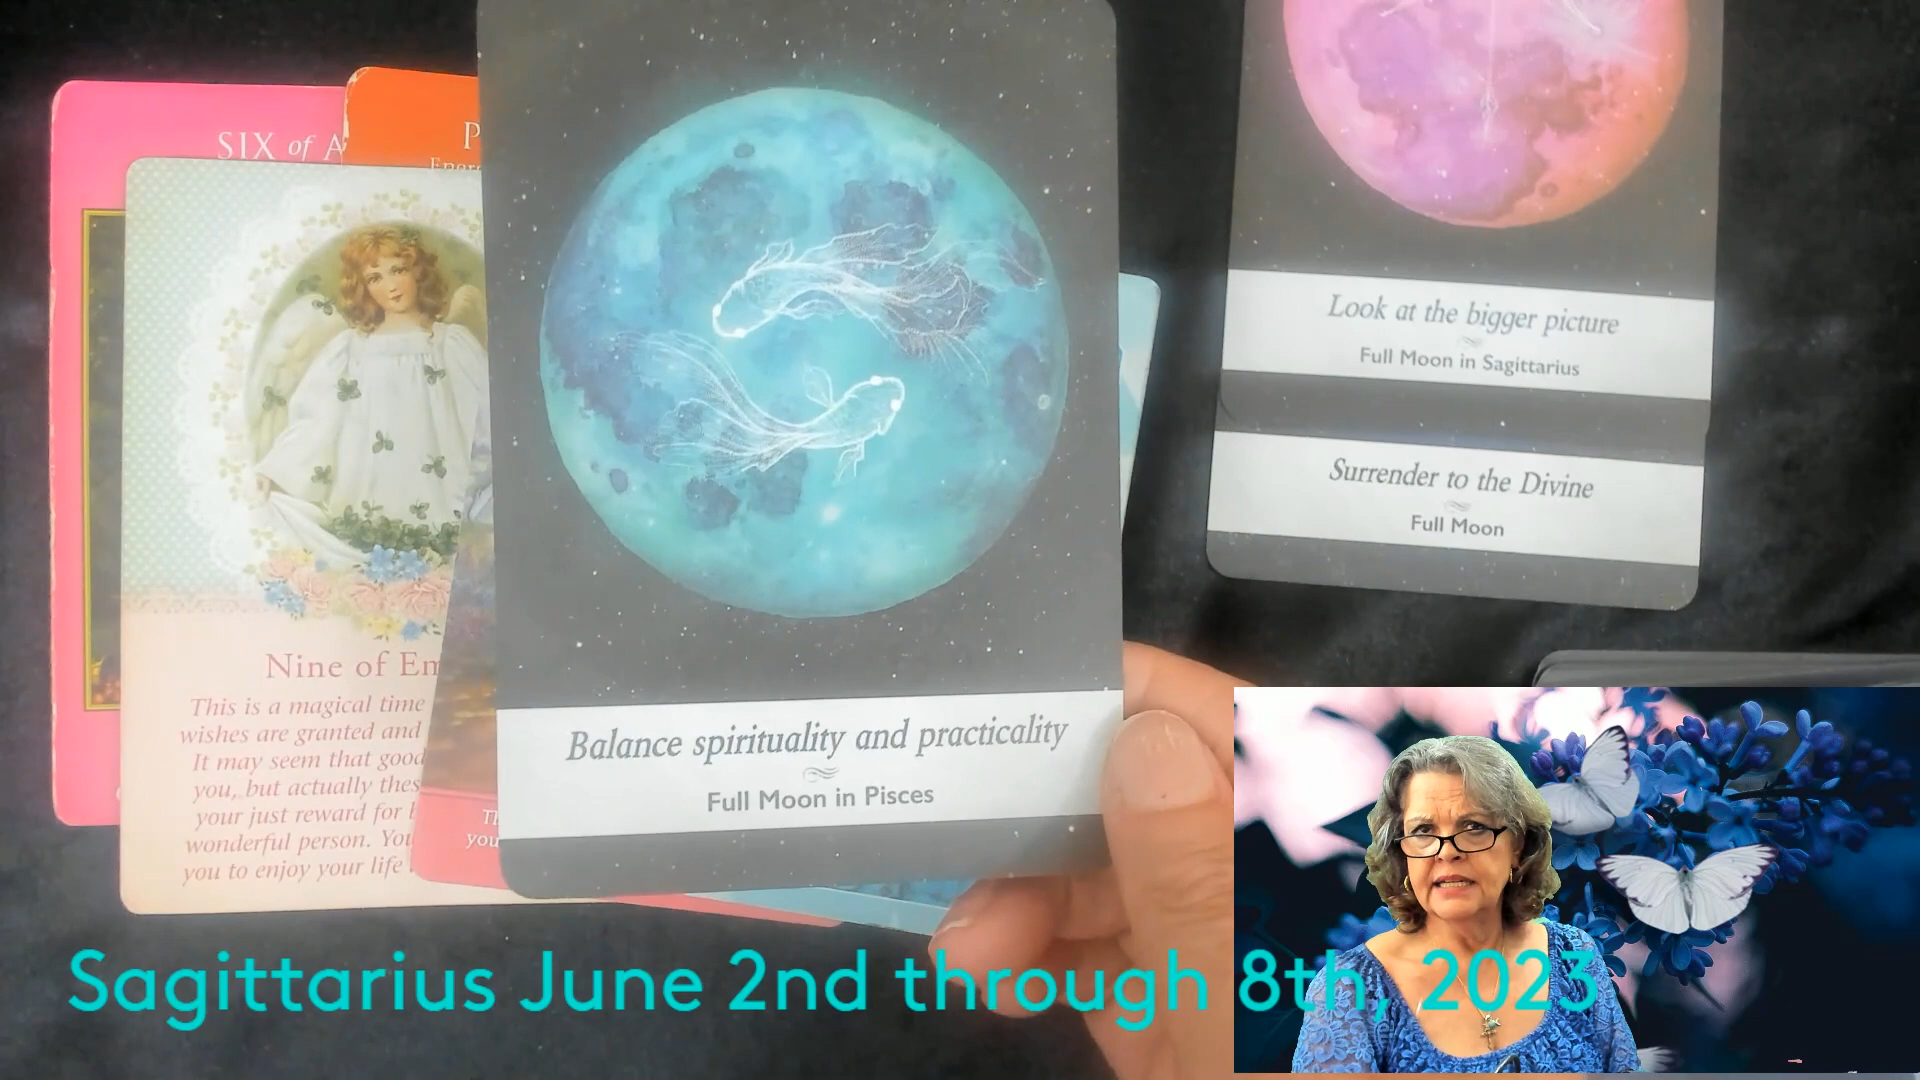 SIX of
Nine of
This is a magical time
wishes are granted and
It may seem that good
you, but actually
your just reward for
wonderful person.
you to enjoy your life
you
Balance spirituality and practicality
Full Moon in Pisces
Look at the bigger picture
Full Moon in Sagittarius
Surrender to the Divine
Full Moon
Sagittarius June 2nd through 8th, 2023